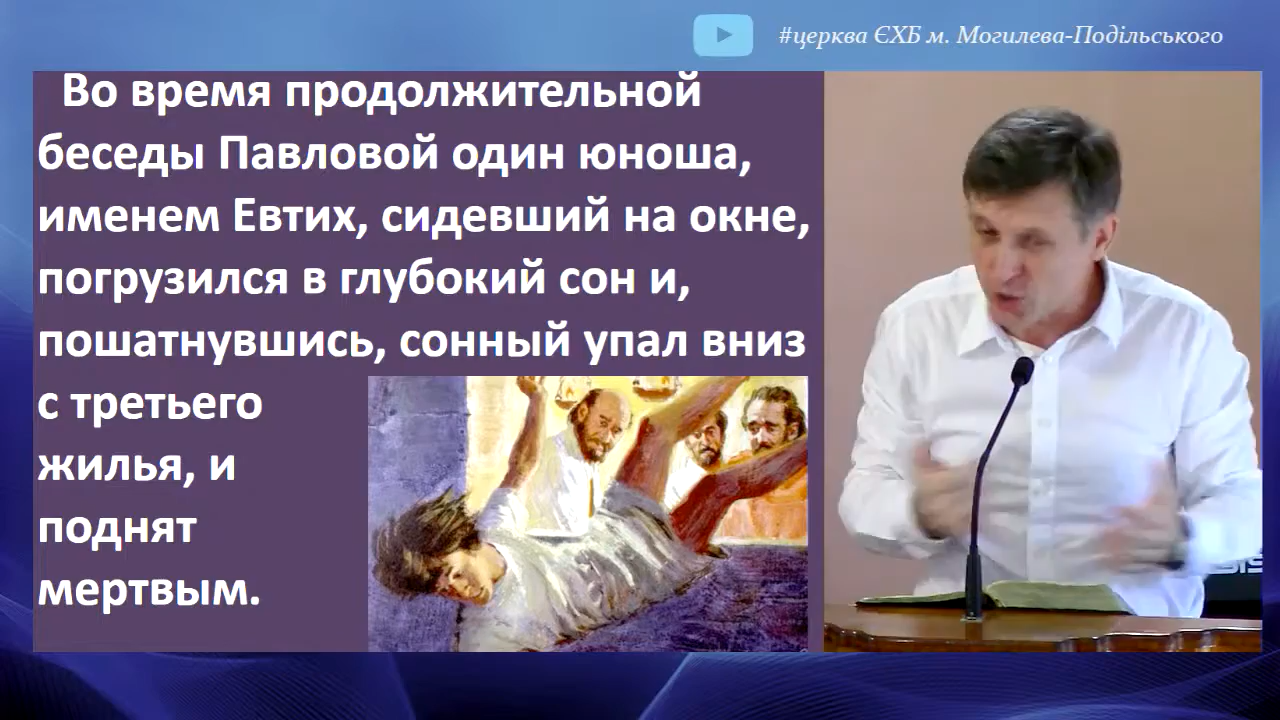 #церква ЄХБ м. Могилева-Подільського
Во время продолжительной
беседы Павловой один юноша,
именем Евтих, сидевший на окне,
погрузился в глубокий сон и,
пошатнувшись, сонный упал вниз
с третьего
жилья, и
поднят
мертвым.